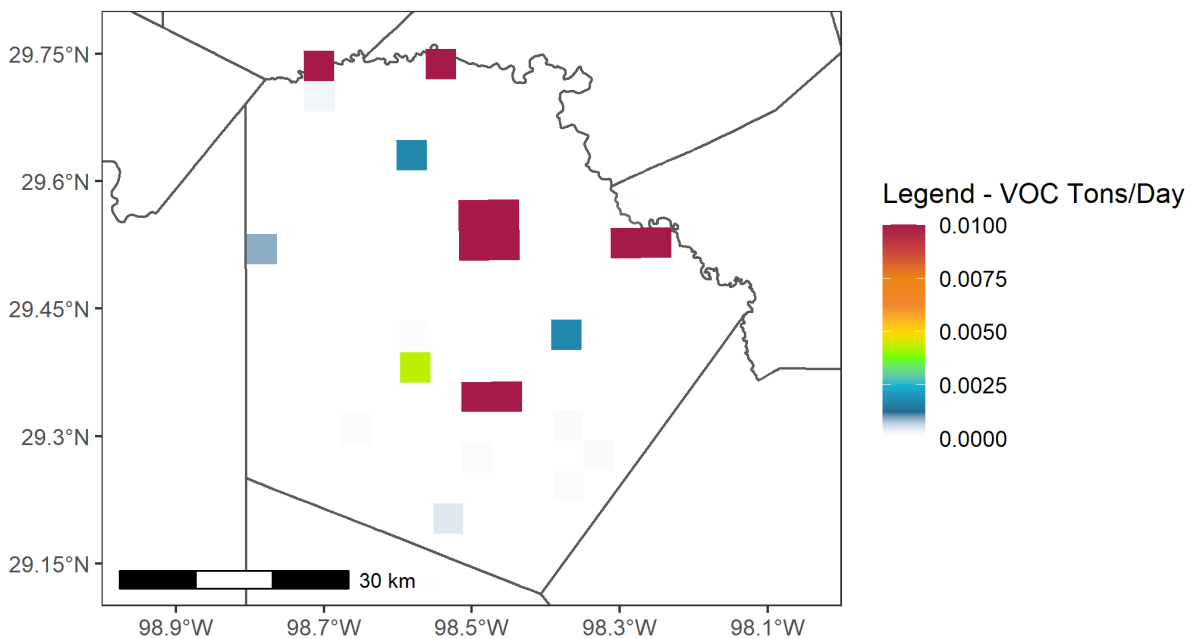 29.75°N
29.6°N
29.45°N
29.3°N
29.15°N
30 km
98.9°W
98.7°W
98.5°W
98.3°W
98.1°W
Legend - VOC Tons/Day
0.0100
0.0075
0.0050
0.0025
0.0000